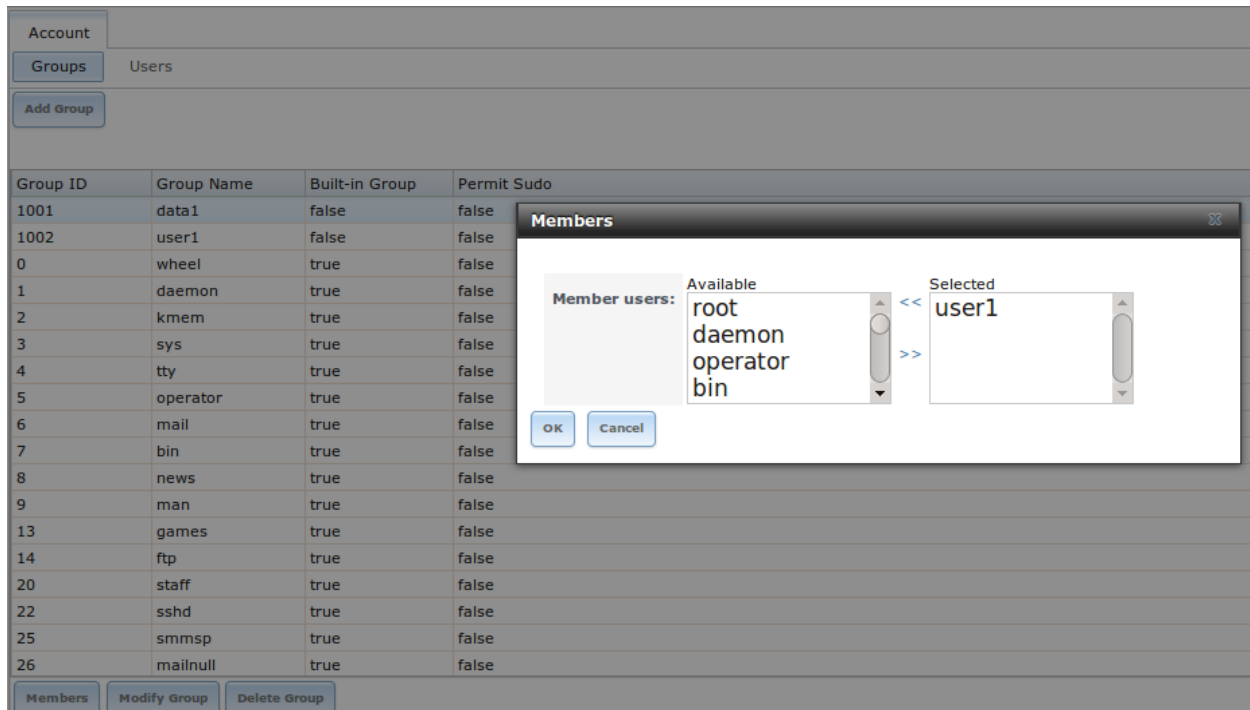 Account
Groups Users
Add Group
Group ID Group Name Built-in Group Permit Sudo
1001 data1 false false
1002 user1 false false
0 wheel true false
1 daemon true false
2 kmem true false
3 sys true false
4 tty true false
5 operator true false
6 mail true false
7 bin true false
8 news true false
9 man true false
13 games true false
14 ftp true false
20 staff true false
22 sshd true false
25 smmsp true false
26 mailnull true false
Members Modify Group Delete Group
Members
Available Selected
Member users:
root
daemon
operator
bin
<<
>>
user1
OK Cancel